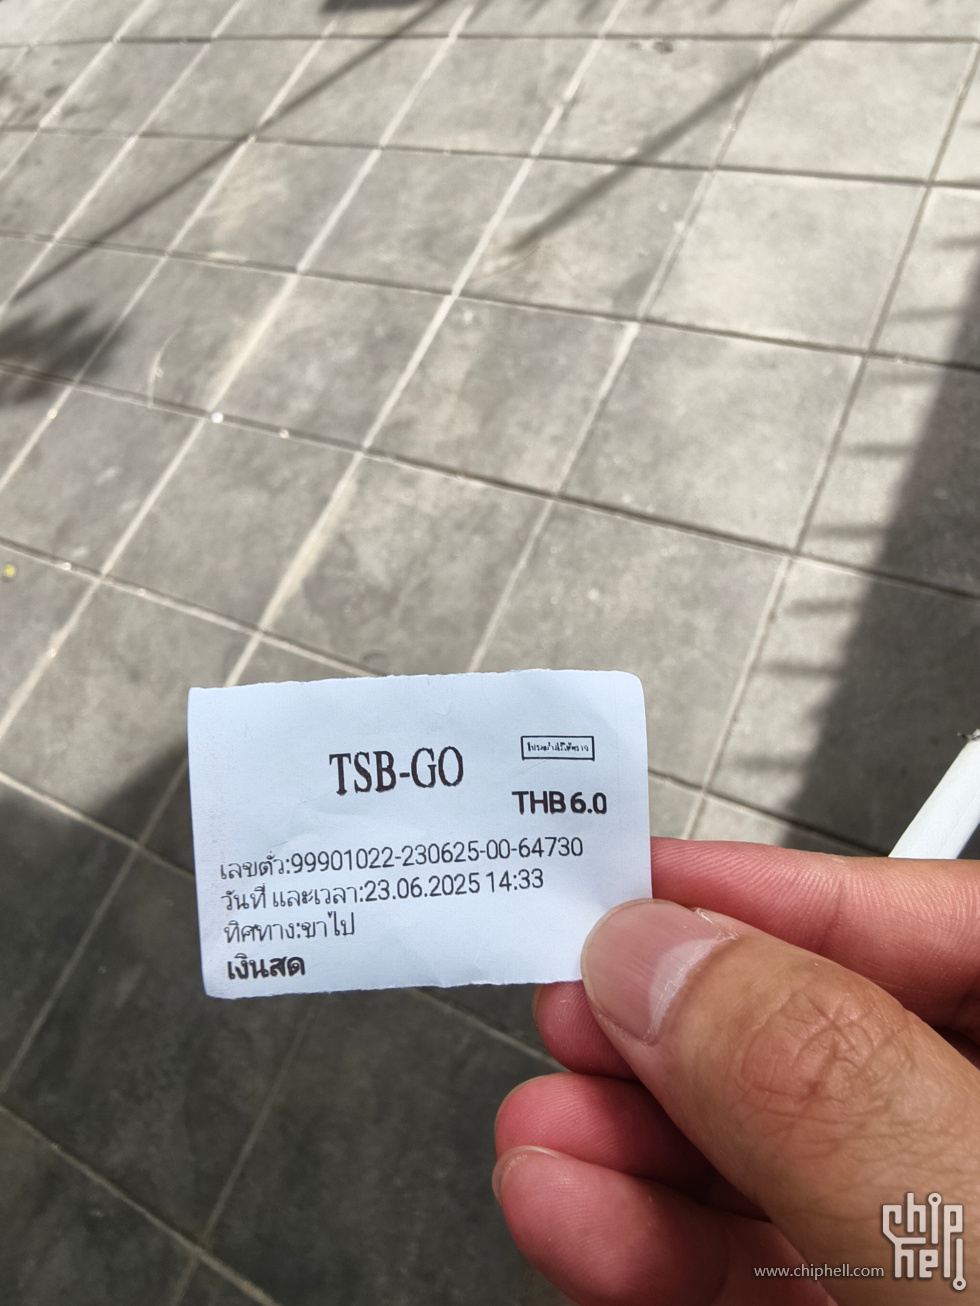 TSB-GO
THB 6.0
เลขตั๋ว:99901022-230625-00-64730
วันที่ และเวลา:23.06.2025 14:33
ทิศทาง:ขาไป
เงินสด
chip
hell
www.chiphell.com